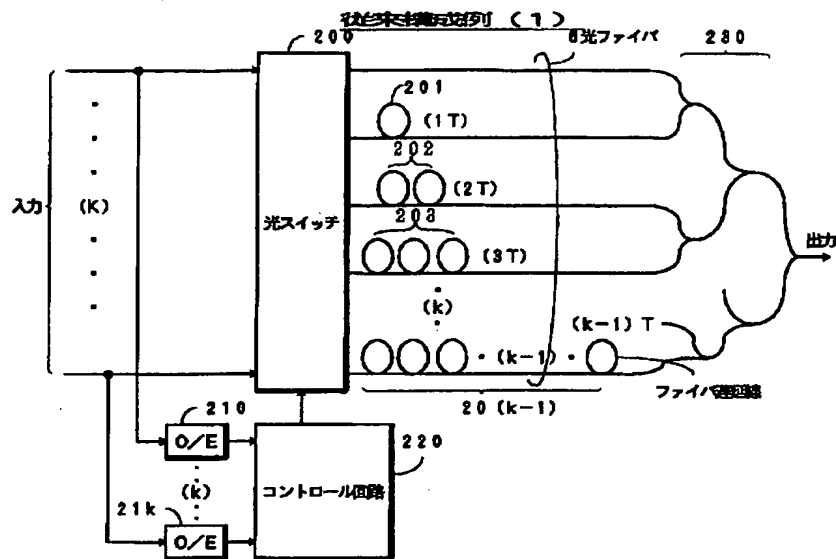 従来構成例 (1)
200
6光ファイバ
230
201
(1T)
202
(2T)
203
(3T)
入力
(K)
光スイッチ
出力
(k)
(k-1) T
・(k-1)・
ファイバ遅延線
20(k-1)
210
O/E
220
(k)
コントロール回路
21k
O/E